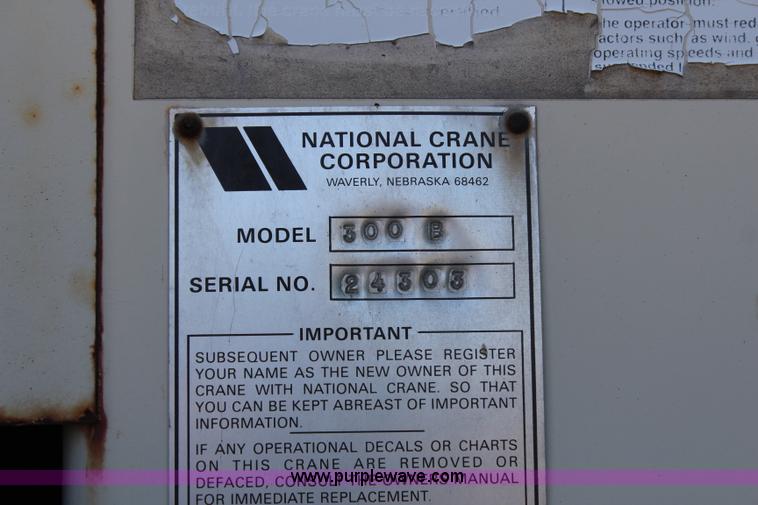 lowed position.
the operator must red
actors such as wind, g
operating speeds and
NATIONAL CRANE
CORPORATION
WAVERLY, NEBRASKA 68462
MODEL 300 B
SERIAL NO. 24303
IMPORTANT
SUBSEQUENT OWNER PLEASE REGISTER
YOUR NAME AS THE NEW OWNER OF THIS
CRANE WITH NATIONAL CRANE. SO THAT
YOU CAN BE KEPT ABREAST OF IMPORTANT
INFORMATION.
IF ANY OPERATIONAL DECALS OR CHARTS
ON THIS CRANE ARE REMOVED OR
DEFACED, CONSULT THE OWNERS MANUAL
www.purplewave.com
FOR IMMEDIATE REPLACEMENT.